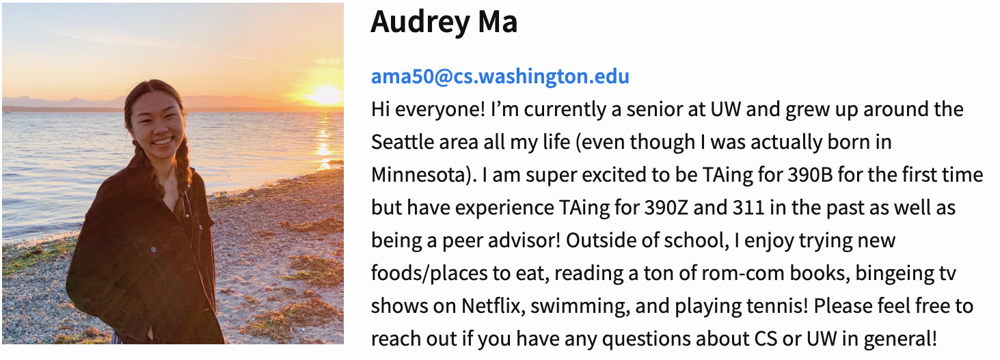 Audrey Ma
ama50@cs.washington.edu
Hi everyone! I’m currently a senior at UW and grew up around the
Seattle area all my life (even though I was actually born in
Minnesota). I am super excited to be TAing for 390B for the first time
but have experience TAing for 390Z and 311 in the past as well as
being a peer advisor! Outside of school, I enjoy trying new
foods/places to eat, reading a ton of rom-com books, bingeing tv
shows on Netflix, swimming, and playing tennis! Please feel free to
reach out if you have any questions about CS or UW in general!